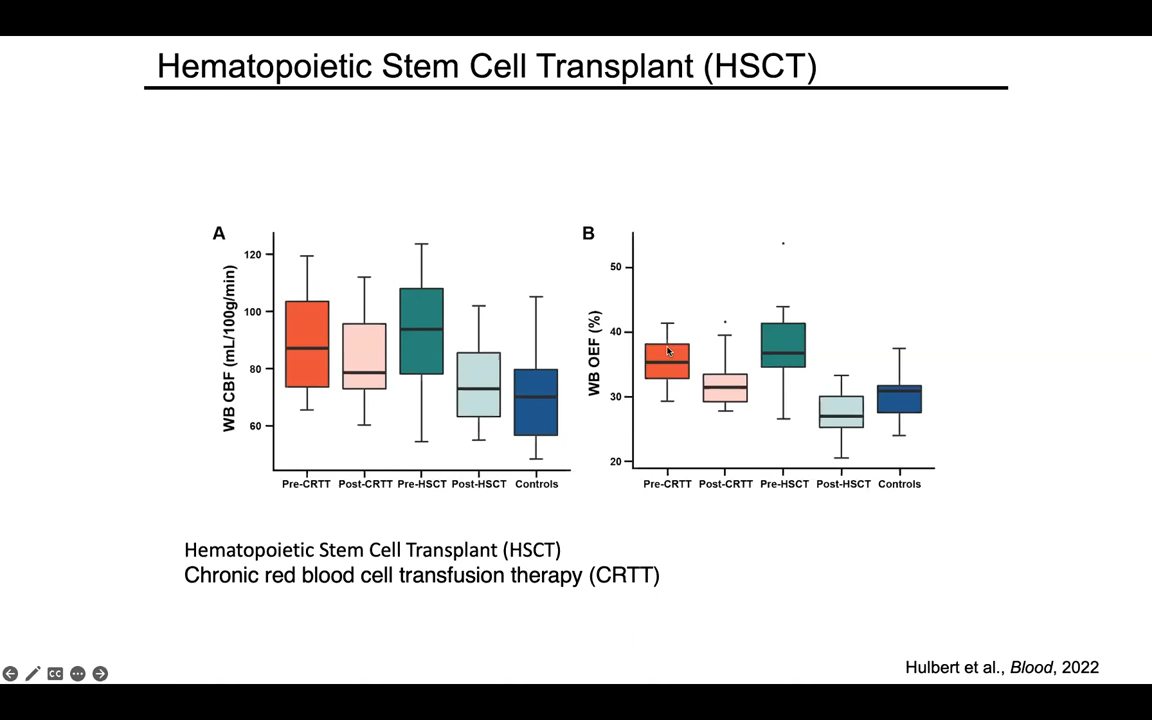 Hematopoietic Stem Cell Transplant (HSCT)
A
WB CBF (mL/100g/min)
120
100
80
60
Pre-CRTT Post-CRTT Pre-HSCT Post-HSCT Controls
B
WB OEF (%)
50
40
30
20
Pre-CRTT Post-CRTT Pre-HSCT Post-HSCT Controls
Hematopoietic Stem Cell Transplant (HSCT)
Chronic red blood cell transfusion therapy (CRTT)
CC
Hulbert et al., Blood, 2022